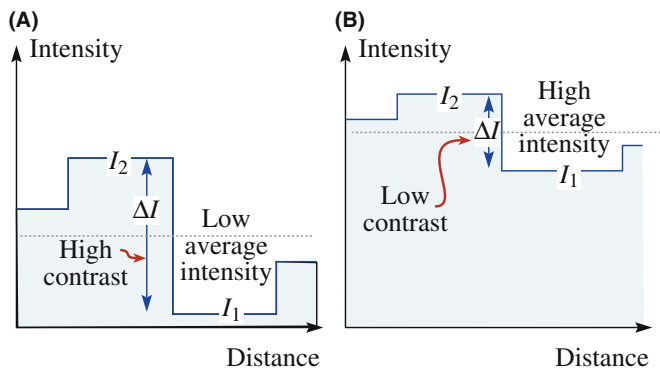 (A)
Intensity
I₂
ΔI
High
contrast
Low
average
intensity
I₁
Distance
(B)
Intensity
I₂
ΔI
High
average
intensity
Low
contrast
I₁
Distance